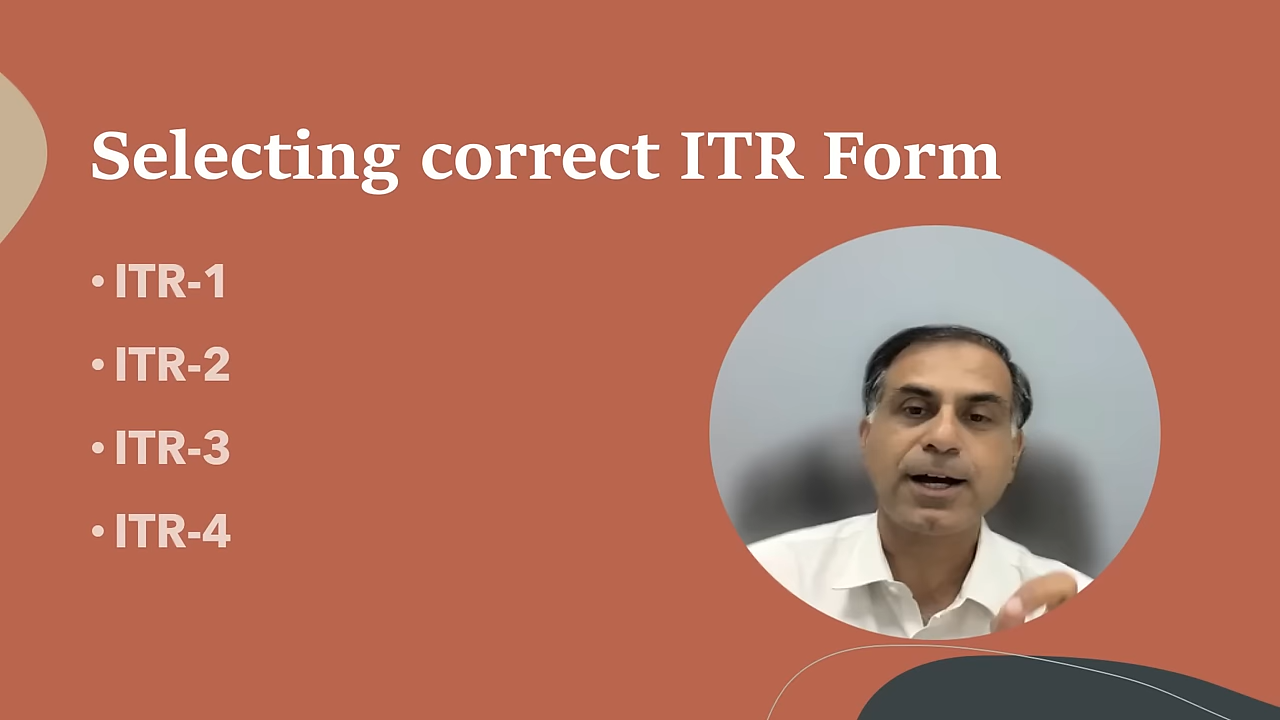 Selecting correct ITR Form
• ITR-1
• ITR-2
• ITR-3
• ITR-4